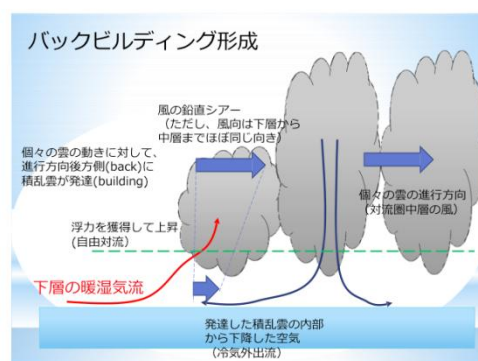 バックビルディング形成
風の鉛直シアー
(ただし、風向は下層から
中層までほぼ同じ向き)
個々の雲の動きに対して、
進行方向後方側(back)に
積乱雲が発達(building)
個々の雲の進行方向
(対流圏中層の風)
浮力を獲得して上昇
(自由対流)
下層の暖湿気流
発達した積乱雲の内部
から下降した空気
(冷気外出流)